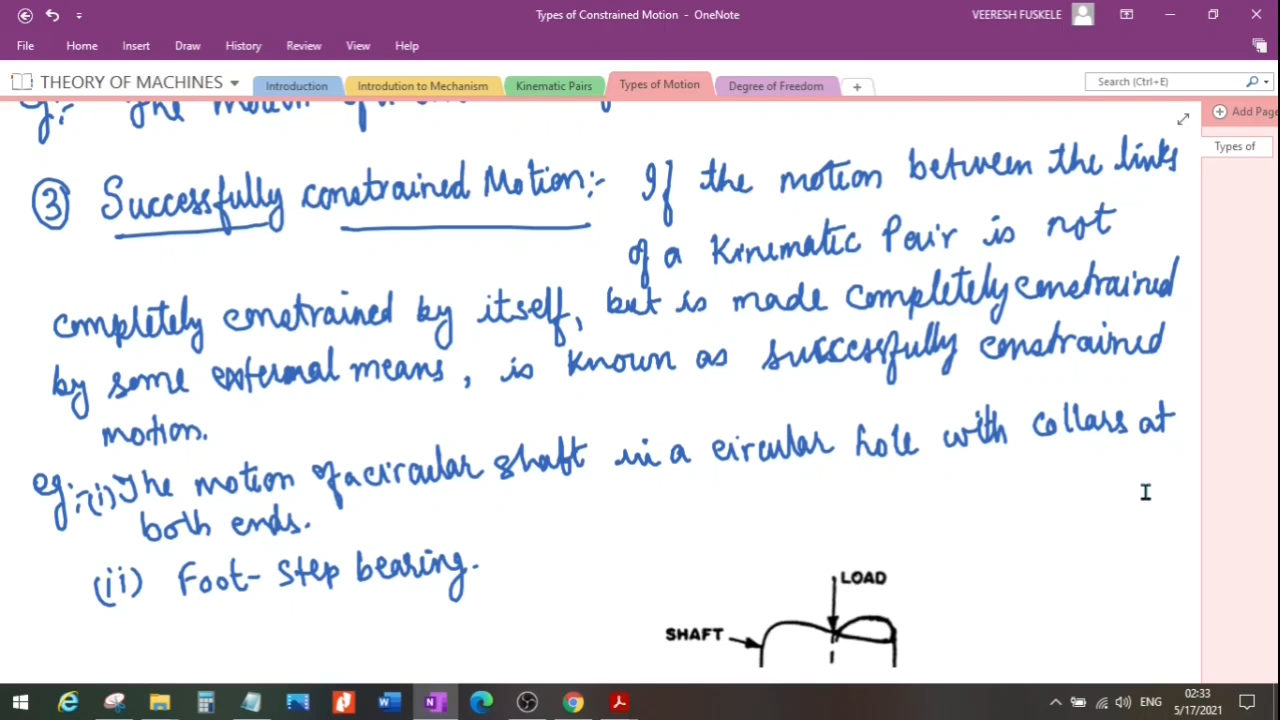 Types of Constrained Motion - OneNote
VEERESH FUSKELE
File Home Insert Draw History Review View Help
THEORY OF MACHINES
Introduction
Introdution to Mechanism
Kinematic Pairs
Types of Motion
Degree of Freedom
Search (Ctrl+E)
Add Page
Types of
The motion of a
③ Successfully constrained Motion:- If the motion between the links
of a Kinematic Pair is not
completely constrained by itself, but is made completely constrained
by some external means, is known as successfully constrained
motion.
eg:-(i) The motion of a circular shaft in a circular hole with collars at
both ends.
(ii) Foot-step bearing.
LOAD
SHAFT
ENG
02:33
5/17/2021